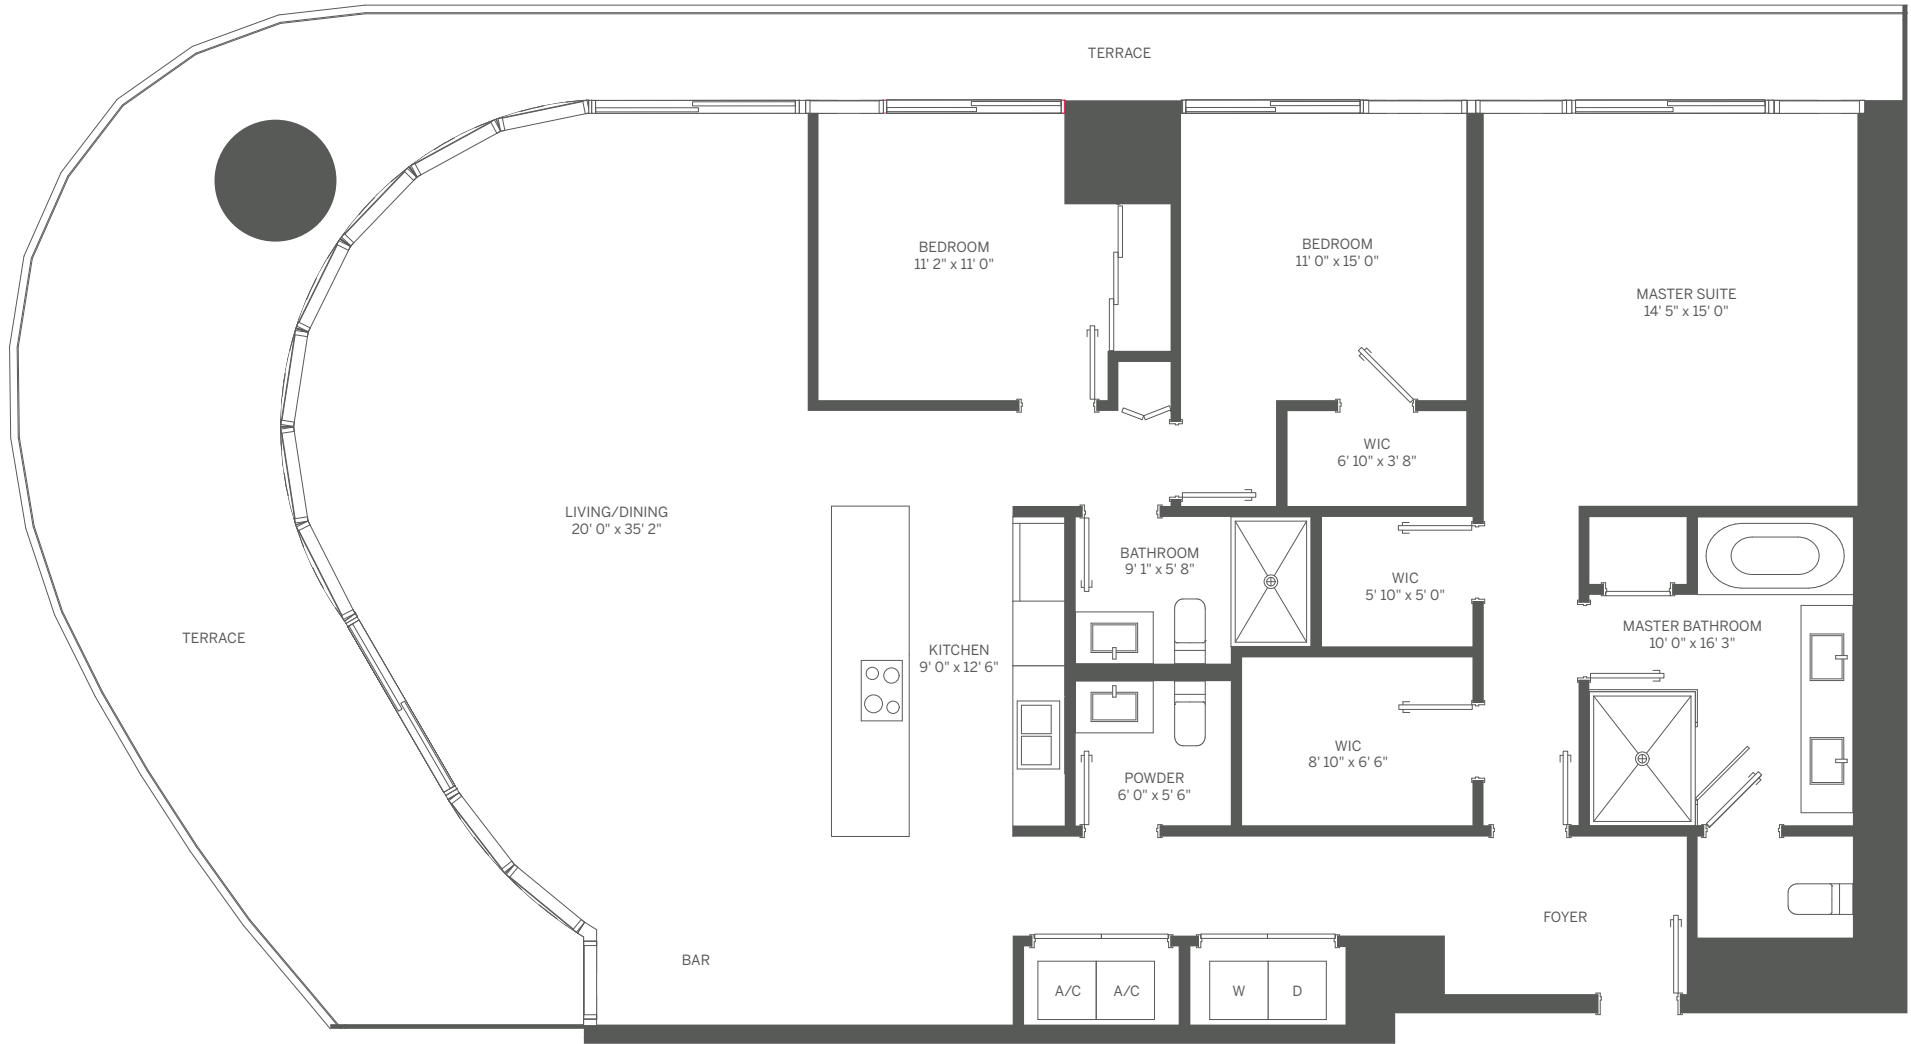 TERRACE
BEDROOM
11' 2" x 11' 0"
BEDROOM
11' 0" x 15' 0"
MASTER SUITE
14' 5" x 15' 0"
WIC
6' 10" x 3' 8"
LIVING/DINING
20' 0" x 35' 2"
BATHROOM
9' 1" x 5' 8"
WIC
5' 10" x 5' 0"
MASTER BATHROOM
10' 0" x 16' 3"
TERRACE
KITCHEN
9' 0" x 12' 6"
WIC
8' 10" x 6' 6"
POWDER
6' 0" x 5' 6"
FOYER
BAR
A/C
A/C
W
D